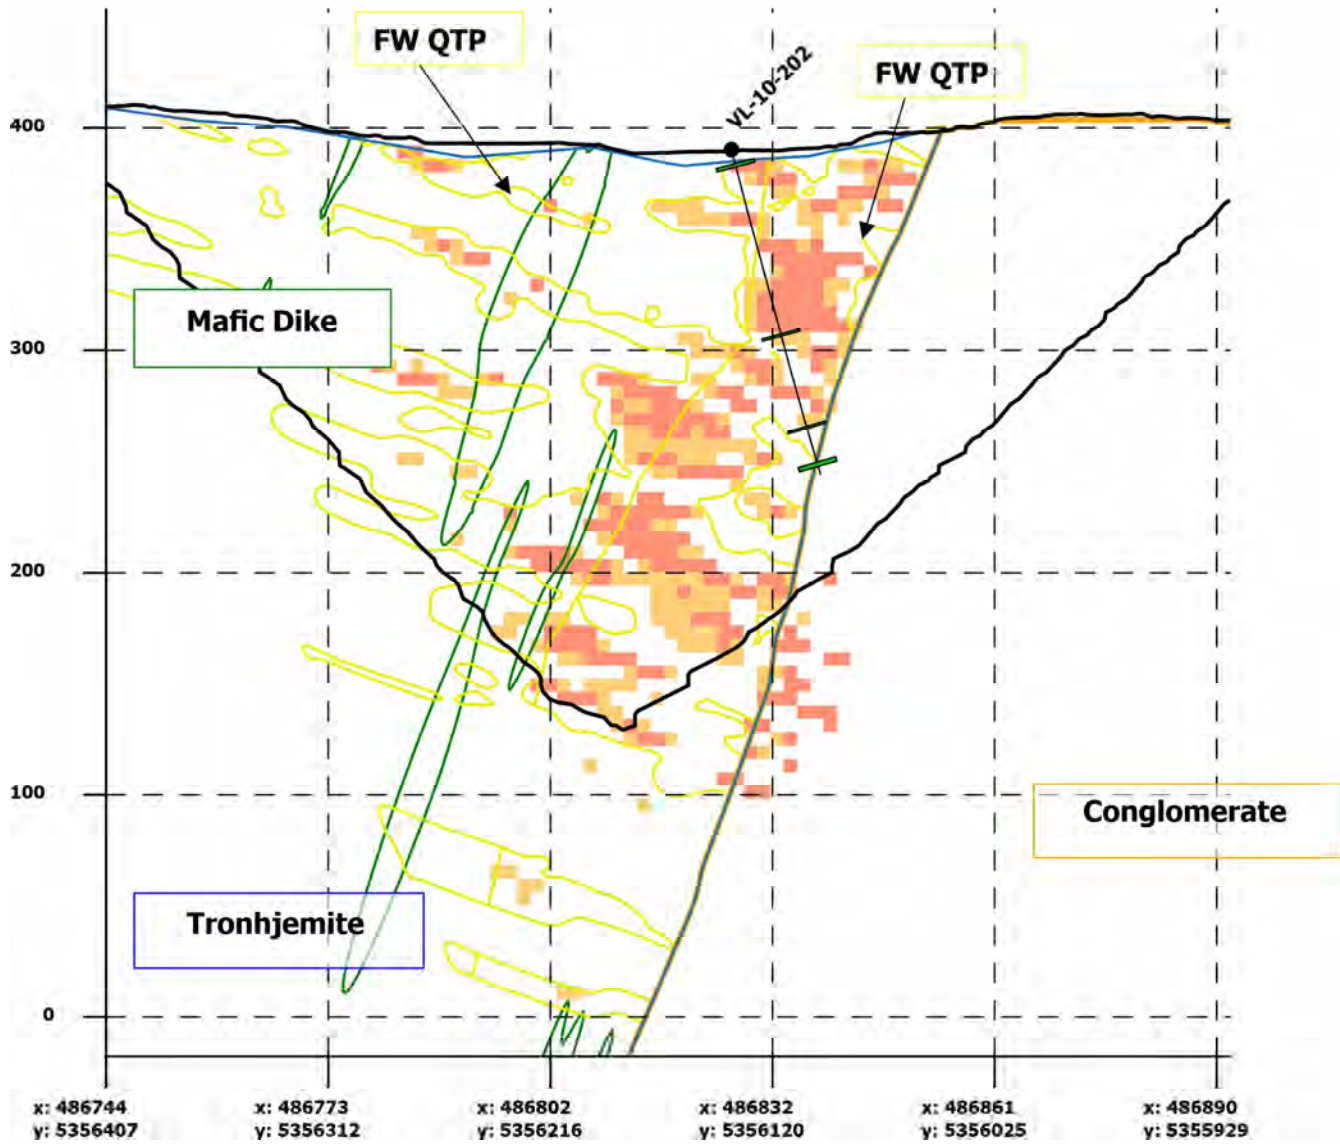 FW QTP
FW QTP
VL-10-202
400
300
200
100
0
Mafic Dike
Conglomerate
Tronhjemite
x: 486744 x: 486773 x: 486802 x: 486832 x: 486861 x: 486890
y: 5356407 y: 5356312 y: 5356216 y: 5356120 y: 5356025 y: 5355929